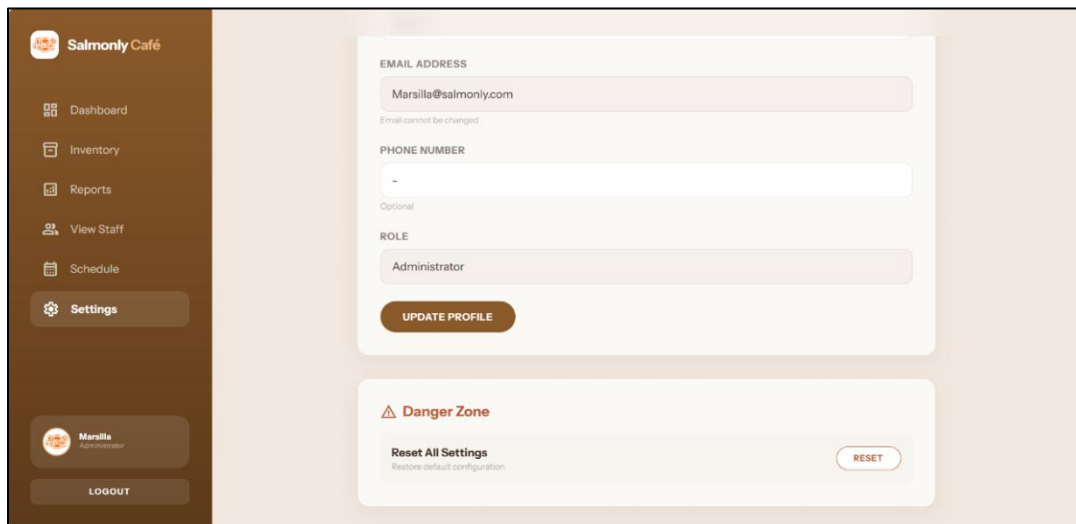 Salmonly Café
Dashboard
Inventory
Reports
View Staff
Schedule
Settings
Marsilla
Administrator
LOGOUT
EMAIL ADDRESS
Marsilla@salmonly.com
Email cannot be changed
PHONE NUMBER
-
Optional
ROLE
Administrator
UPDATE PROFILE
Danger Zone
Reset All Settings
Restore default configuration
RESET